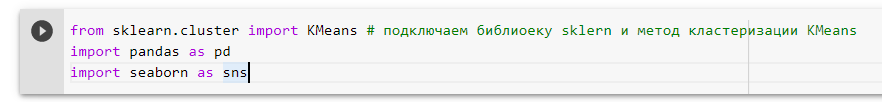 from sklearn.cluster import KMeans # подключаем библиоеку sklern и метод кластеризации KMeans
import pandas as pd
import seaborn as sns